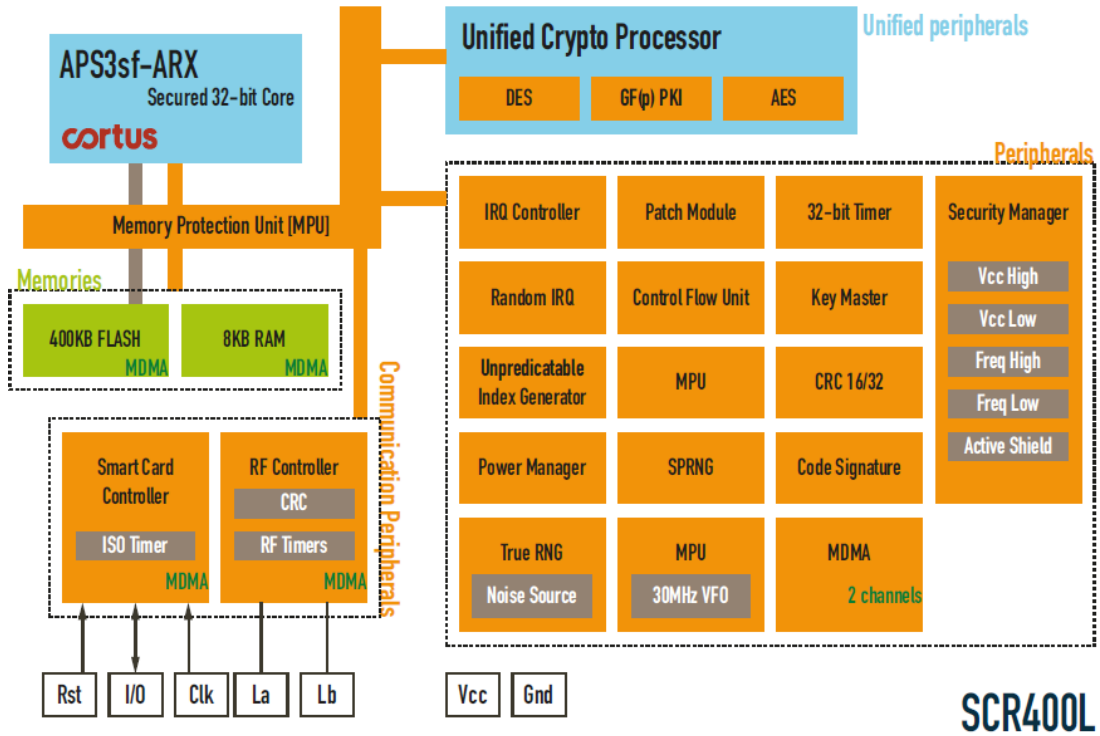 APS3sf-ARX
Secured 32-bit Core
cortus
Unified Crypto Processor
DES
GF(p) PKI
AES
Unified peripherals
Memory Protection Unit [MPU]
Memories
400KB FLASH
MDMA
8KB RAM
MDMA
Communication Peripherals
Smart Card
Controller
ISO Timer
MDMA
RF Controller
CRC
RF Timers
MDMA
Rst
I/O
Clk
La
Lb
Vcc
Gnd
Peripherals
IRQ Controller
Patch Module
32-bit Timer
Security Manager
Vcc High
Vcc Low
Freq High
Freq Low
Active Shield
Random IRQ
Control Flow Unit
Key Master
Unpredicatable
Index Generator
MPU
CRC 16/32
Power Manager
SPRNG
Code Signature
True RNG
Noise Source
MPU
30MHz VFO
MDMA
2 channels
SCR400L